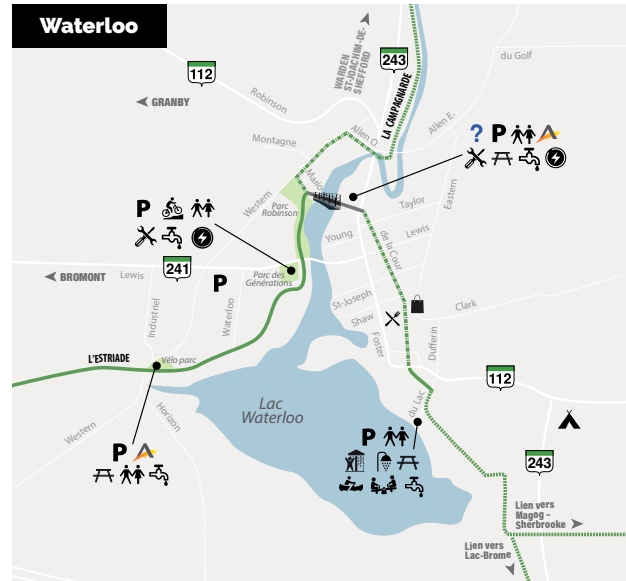 Waterloo
112
243
WARDEN
ST-JOACHIM-DE-
SHEFFORD
LA CAMPAGNARDE
du Golf
GRANBY
Robinson
Allen O.
Allen E.
Montagne
? P
Mario
Western
Parc
Robinson
Taylor
Eastern
P
Young
Lewis
de la Cour
241
BROMONT
Lewis
P
Parc des
Générations
St-Joseph
Clark
Shaw
Industriel
Waterloo
Foster
Dufferin
L'ESTRIADE
Vélo parc
112
Lac
Waterloo
du Lac
Western
Horizon
P
P
243
Lien vers
Magog -
Sherbrooke
Lien vers
Lac-Brome